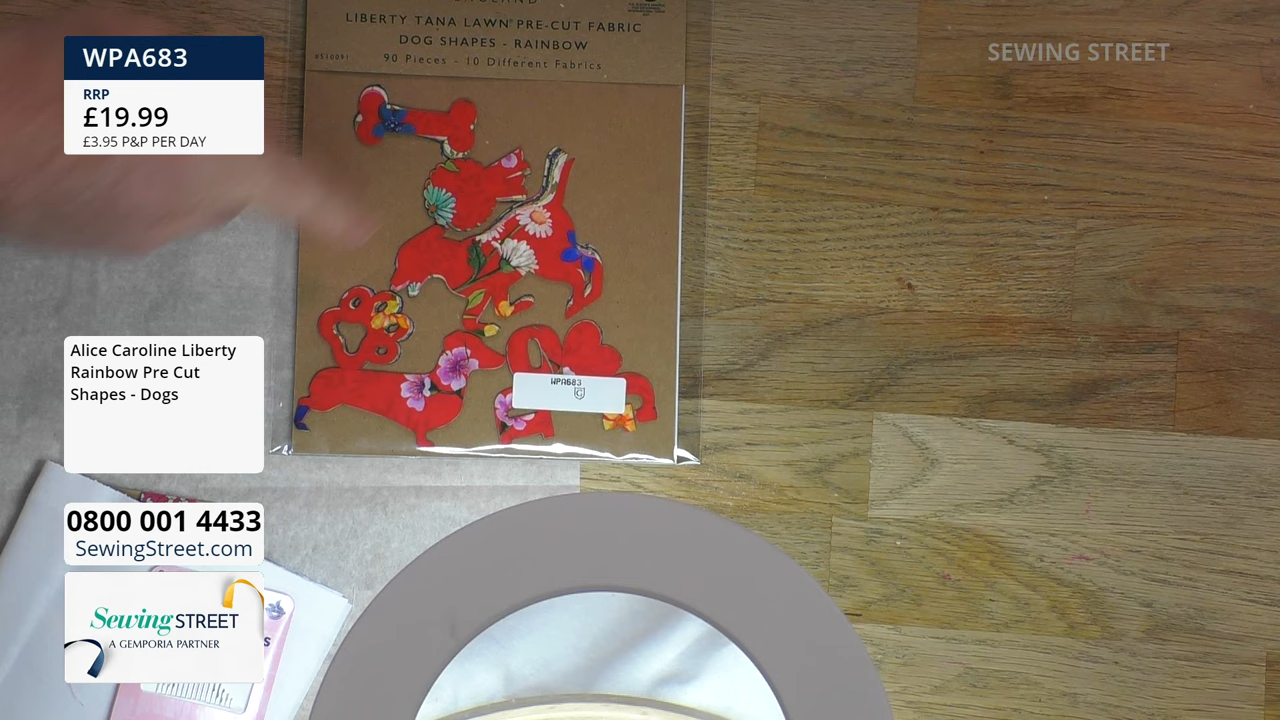 WPA683
RRP
£19.99
£3.95 P&P PER DAY
Alice Caroline Liberty
Rainbow Pre Cut
Shapes - Dogs
0800 001 4433
SewingStreet.com
Sewing STREET
A GEMPORIA PARTNER
SEWING STREET
LIBERTY TANA LAWN® PRE-CUT FABRIC
DOG SHAPES - RAINBOW
90 Pieces - 10 Different Fabrics
WPA683